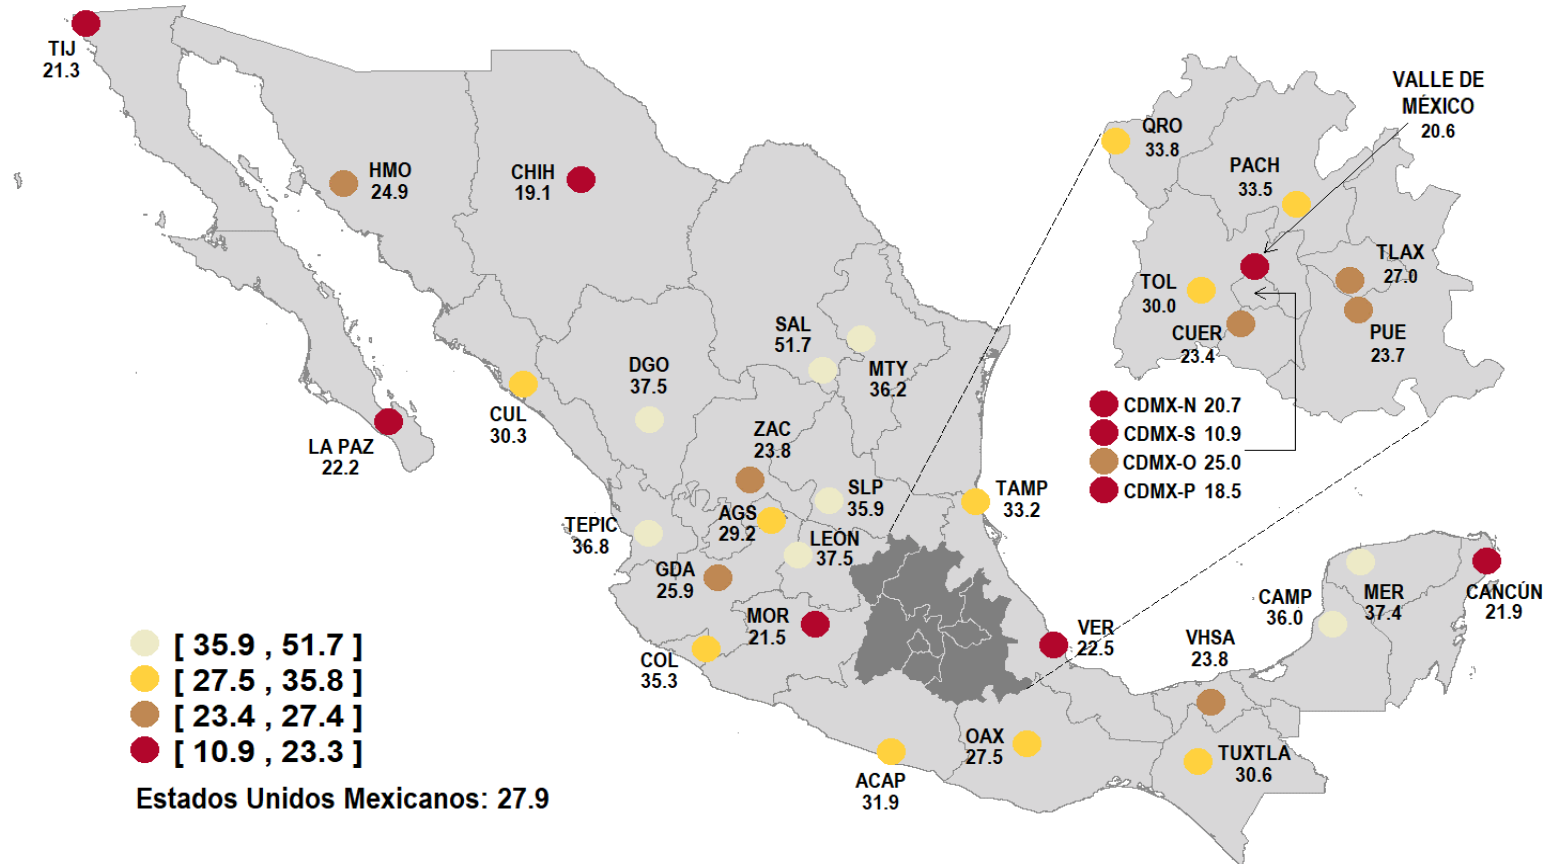 TIJ
21.3
HMO
24.9
CHIH
19.1
QRO
33.8
PACH
33.5
VALLE DE
MÉXICO
20.6
TLAX
27.0
TOL
30.0
CUER
23.4
PUE
23.7
CDMX-N 20.7
CDMX-S 10.9
CDMX-O 25.0
CDMX-P 18.5
SAL
51.7
MTY
36.2
DGO
37.5
CUL
30.3
LA PAZ
22.2
ZAC
23.8
SLP
35.9
TAMP
33.2
AGS
29.2
TEPIC
36.8
LEÓN
37.5
GDA
25.9
MOR
21.5
COL
35.3
VER
22.5
CAMP
36.0
MER
37.4
CANCÚN
21.9
VHSA
23.8
OAX
27.5
TUXTLA
30.6
ACAP
31.9
[ 35.9 , 51.7 ]
[ 27.5 , 35.8 ]
[ 23.4 , 27.4 ]
[ 10.9 , 23.3 ]
Estados Unidos Mexicanos: 27.9